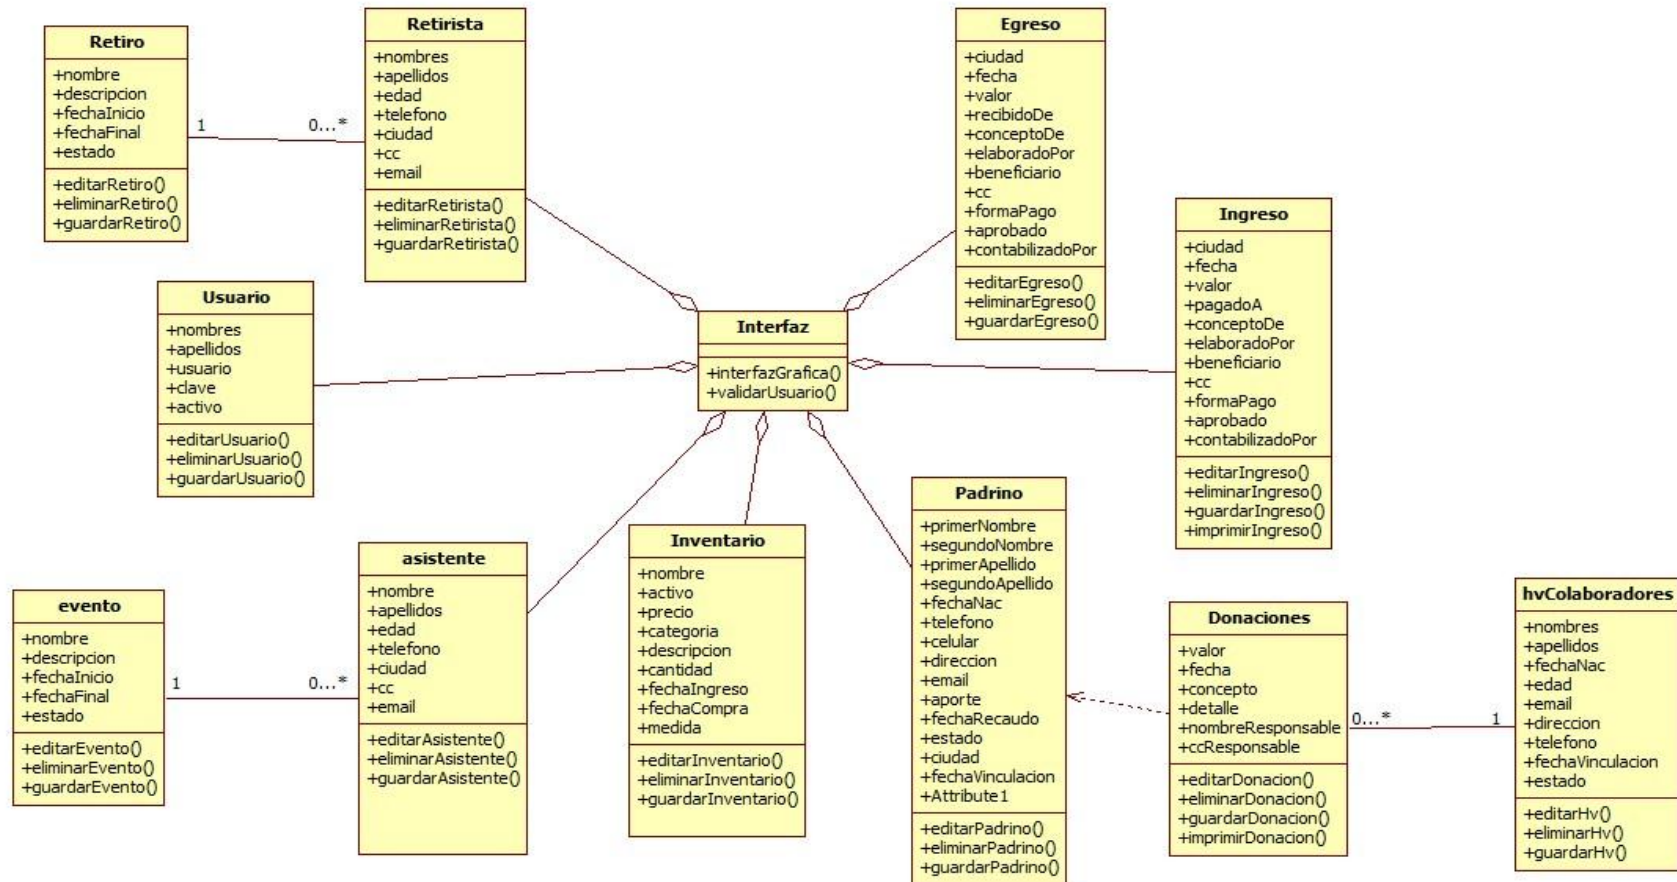 Retiro
+nombre
+descripcion
+fechaInicio
+fechaFinal
+estado
+editarRetiro()
+eliminarRetiro()
+guardarRetiro()
1
0...*
Retirista
+nombres
+apellidos
+edad
+telefono
+ciudad
+cc
+email
+editarRetirista()
+eliminarRetirista()
+guardarRetirista()
Egreso
+ciudad
+fecha
+valor
+recibidoDe
+conceptoDe
+elaboradoPor
+beneficiario
+cc
+formaPago
+aprobado
+contabilizadoPor
+editarEgreso()
+eliminarEgreso()
+guardarEgreso()
Ingreso
+ciudad
+fecha
+valor
+pagadoA
+conceptoDe
+elaboradoPor
+beneficiario
+cc
+formaPago
+aprobado
+contabilizadoPor
+editarIngreso()
+eliminarIngreso()
+guardarIngreso()
+imprimirIngreso()
Usuario
+nombres
+apellidos
+usuario
+clave
+activo
+editarUsuario()
+eliminarUsuario()
+guardarUsuario()
Interfaz
+interfazGrafica()
+validarUsuario()
evento
+nombre
+descripcion
+fechaInicio
+fechaFinal
+estado
+editarEvento()
+eliminarEvento()
+guardarEvento()
1
0...*
asistente
+nombre
+apellidos
+edad
+telefono
+ciudad
+cc
+email
+editarAsistente()
+eliminarAsistente()
+guardarAsistente()
Inventario
+nombre
+activo
+precio
+categoria
+descripcion
+cantidad
+fechaIngreso
+fechaCompra
+medida
+editarInventario()
+eliminarInventario()
+guardarInventario()
Padrino
+primerNombre
+segundoNombre
+primerApellido
+segundoApellido
+fechaNac
+telefono
+celular
+direccion
+email
+aporte
+fechaRecaudo
+estado
+ciudad
+fechaVinculacion
+Attribute1
+editarPadrino()
+eliminarPadrino()
+guardarPadrino()
Donaciones
+valor
+fecha
+concepto
+detalle
+nombreResponsable
+ccResponsable
+editarDonacion()
+eliminarDonacion()
+guardarDonacion()
+imprimirDonacion()
0...*
1
hvColaboradores
+nombres
+apellidos
+fechaNac
+edad
+email
+direccion
+telefono
+fechaVinculacion
+estado
+editarHv()
+eliminarHv()
+guardarHv()